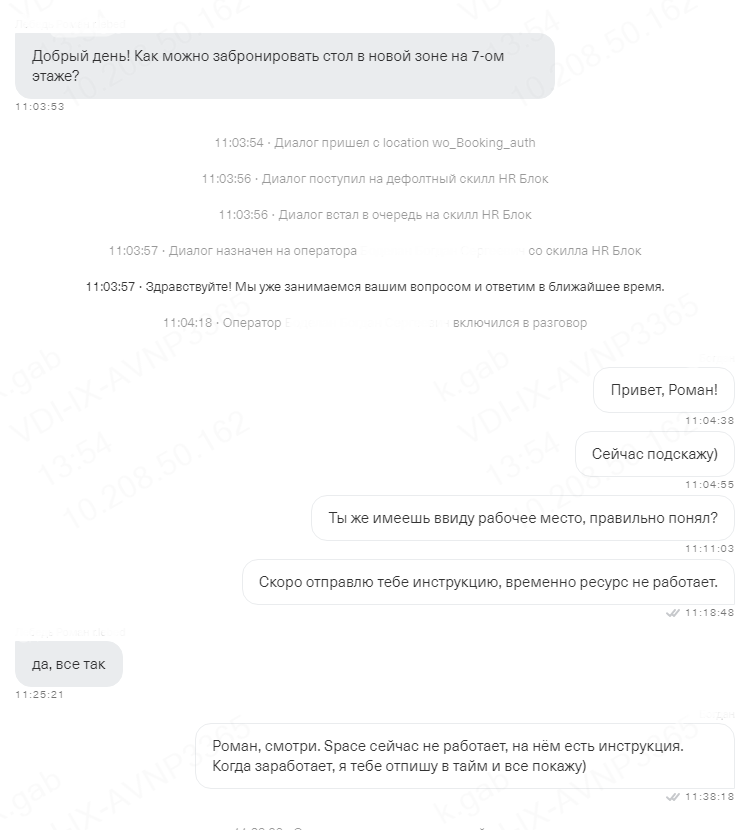 Добрый день! Как можно забронировать стол в новой зоне на 7-ом
этаже?
11:03:53
11:03:54 · Диалог пришел с location wo_Booking_auth
11:03:56 · Диалог поступил на дефолтный скилл HR Блок
11:03:56 · Диалог встал в очередь на скилл HR Блок
11:03:57 · Диалог назначен на оператора со скилла HR Блок
11:03:57 · Здравствуйте! Мы уже занимаемся вашим вопросом и ответим в ближайшее время.
11:04:18 · Оператор включился в разговор
Привет, Роман!
11:04:38
Сейчас подскажу)
11:04:55
Ты же имеешь ввиду рабочее место, правильно понял?
11:11:03
Скоро отправлю тебе инструкцию, временно ресурс не работает.
11:18:48
да, все так
11:25:21
Роман, смотри. Space сейчас не работает, на нём есть инструкция.
Когда заработает, я тебе отпишу в тайм и все покажу)
11:38:18
k.gab
VDI-IX-AVNP3365
13:54
10.208.50.162